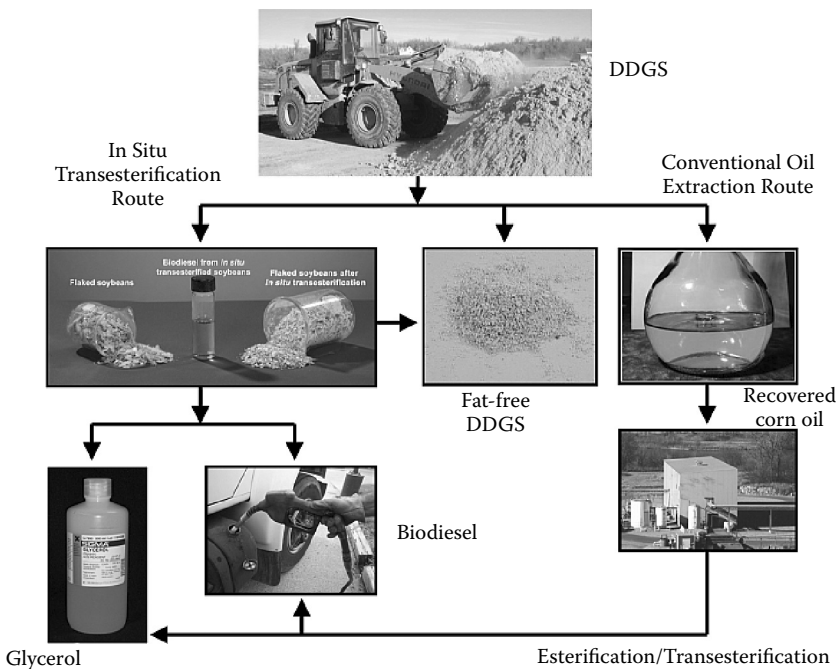 DDGS
In Situ
Transesterification
Route
Conventional Oil
Extraction Route
Flaked soybeans
Biodiesel from in situ
transesterified soybeans
Flaked soybeans after
in situ transesterification
Fat-free
DDGS
Recovered
corn oil
SIGMA
GLYCEROL
Biodiesel
Glycerol
Esterification/Transesterification